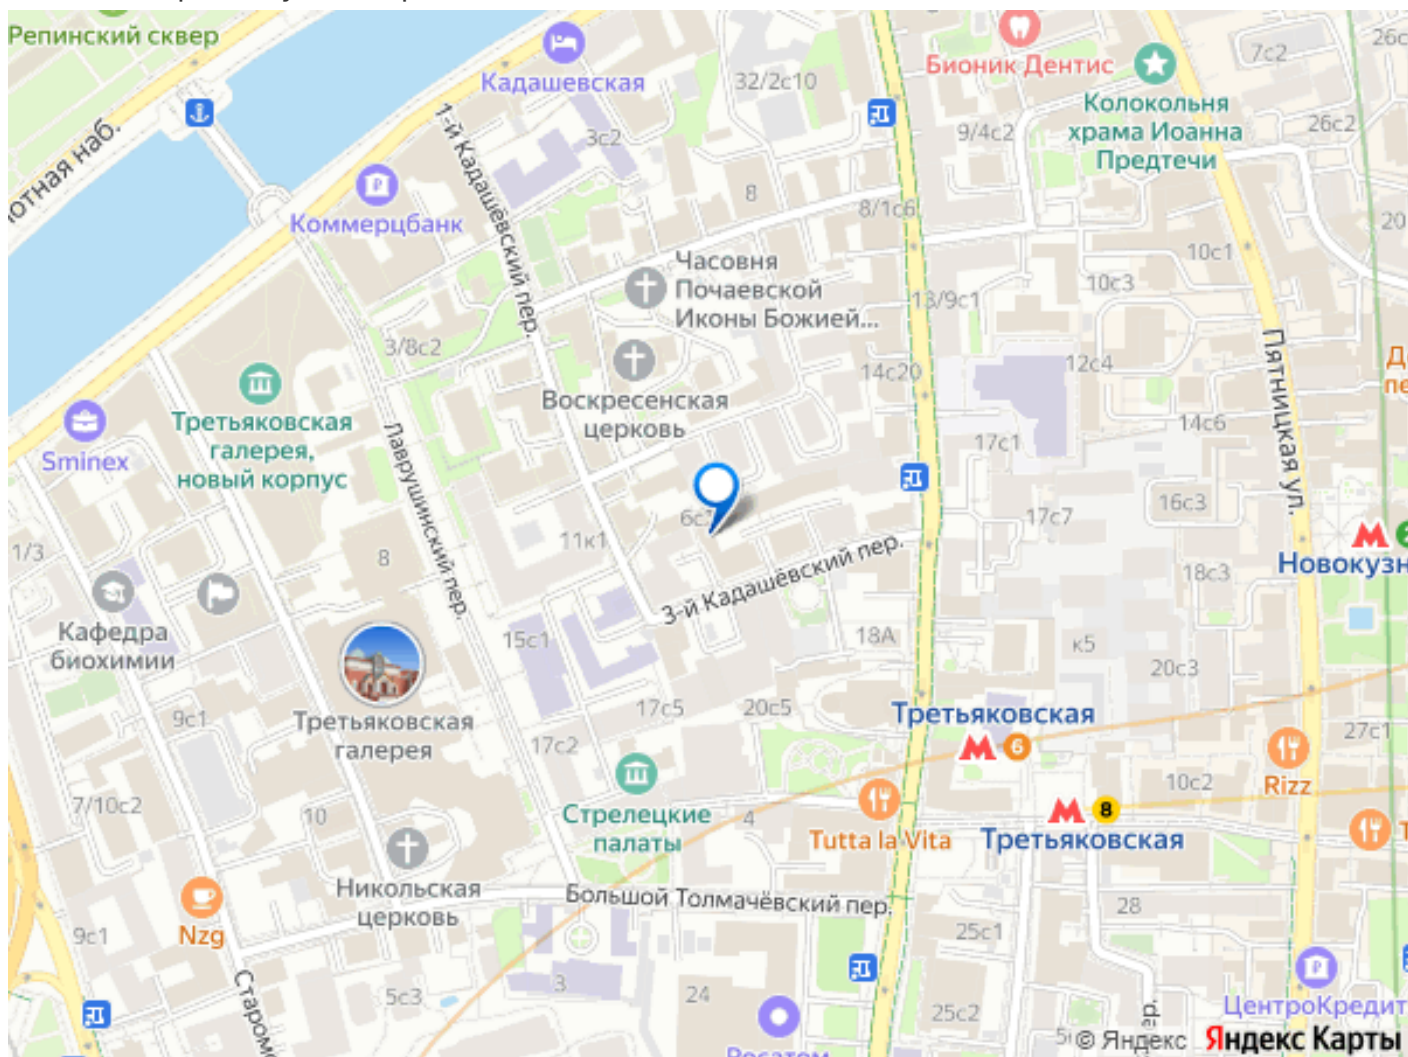 Репинский сквер
отная наб.
Кадашевская
32/2с10
Бионик Дентис
7с2
26с
Колокольня
храма Иоанна
Предтечи
26с2
9/4с2
3с2
1-й Кадашёвский пер.
Коммерцбанк
8
8/1с6
20
10с1
Часовня
Почаевской
Иконы Божией...
10с3
13/9с1
3/8с2
Пятницкая ул.
Третьяковская
галерея,
новый корпус
Воскресенская
церковь
14с20
12с4
Sminex
Лаврушинский пер.
17с1
14с6
16с3
17с7
11к1
1/3
8
3-й Кадашёвский пер.
Новокузн
18с3
Кафедра
биохимии
15с1
18А
к5
20с3
Третьяковская
галерея
9с1
17с5
20с5
Третьяковская
6
17с2
27с1
Стрелецкие
палаты
10с2
Rizz
7/10с2
10
4
Tutta la Vita
8
Третьяковская
Никольская
церковь
Большой Толмачёвский пер.
28
Nzg
9с1
25с1
Старомо
5с3
3
24
25с2
ЦентроКредит
Росатом
© Яндекс
Яндекс Карты